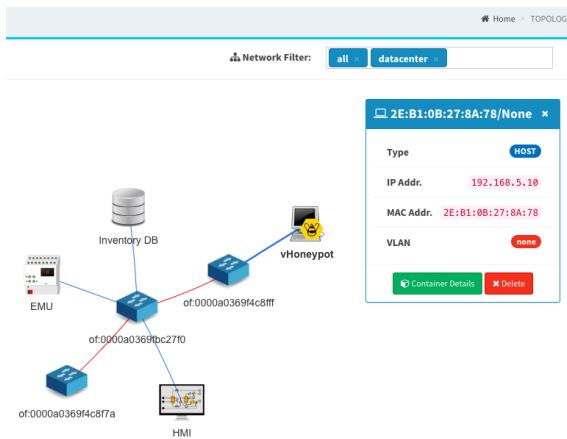 Home > TOPOLOG
Network Filter: all × datacenter ×
2E:B1:0B:27:8A:78/None ×
Type HOST
IP Addr. 192.168.5.10
MAC Addr. 2E:B1:0B:27:8A:78
VLAN none
Container Details × Delete
Inventory DB
vHoneypot
EMU
of:0000a0369f4c8fff
of:0000a0369fbc27f0
of:0000a0369f4c8f7a
HMI